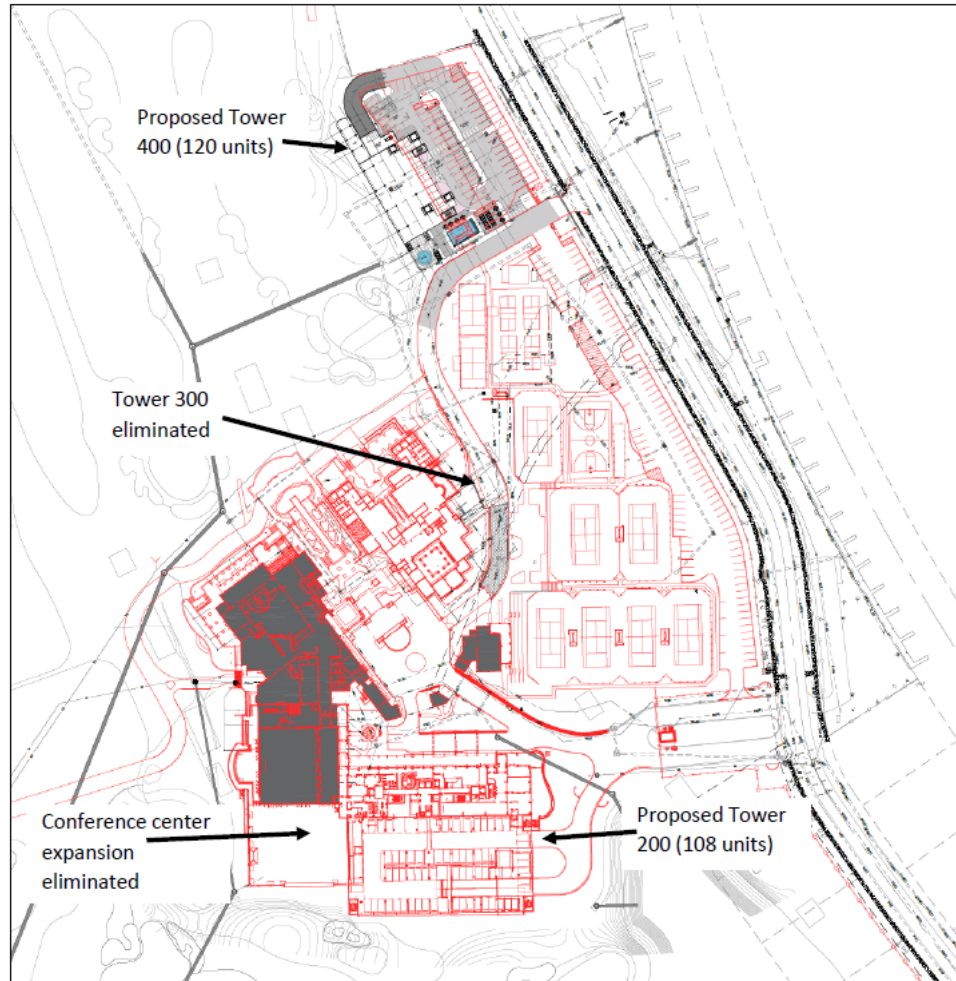 Proposed Tower
400 (120 units)
Tower 300
eliminated
Conference center
expansion
eliminated
Proposed Tower
200 (108 units)